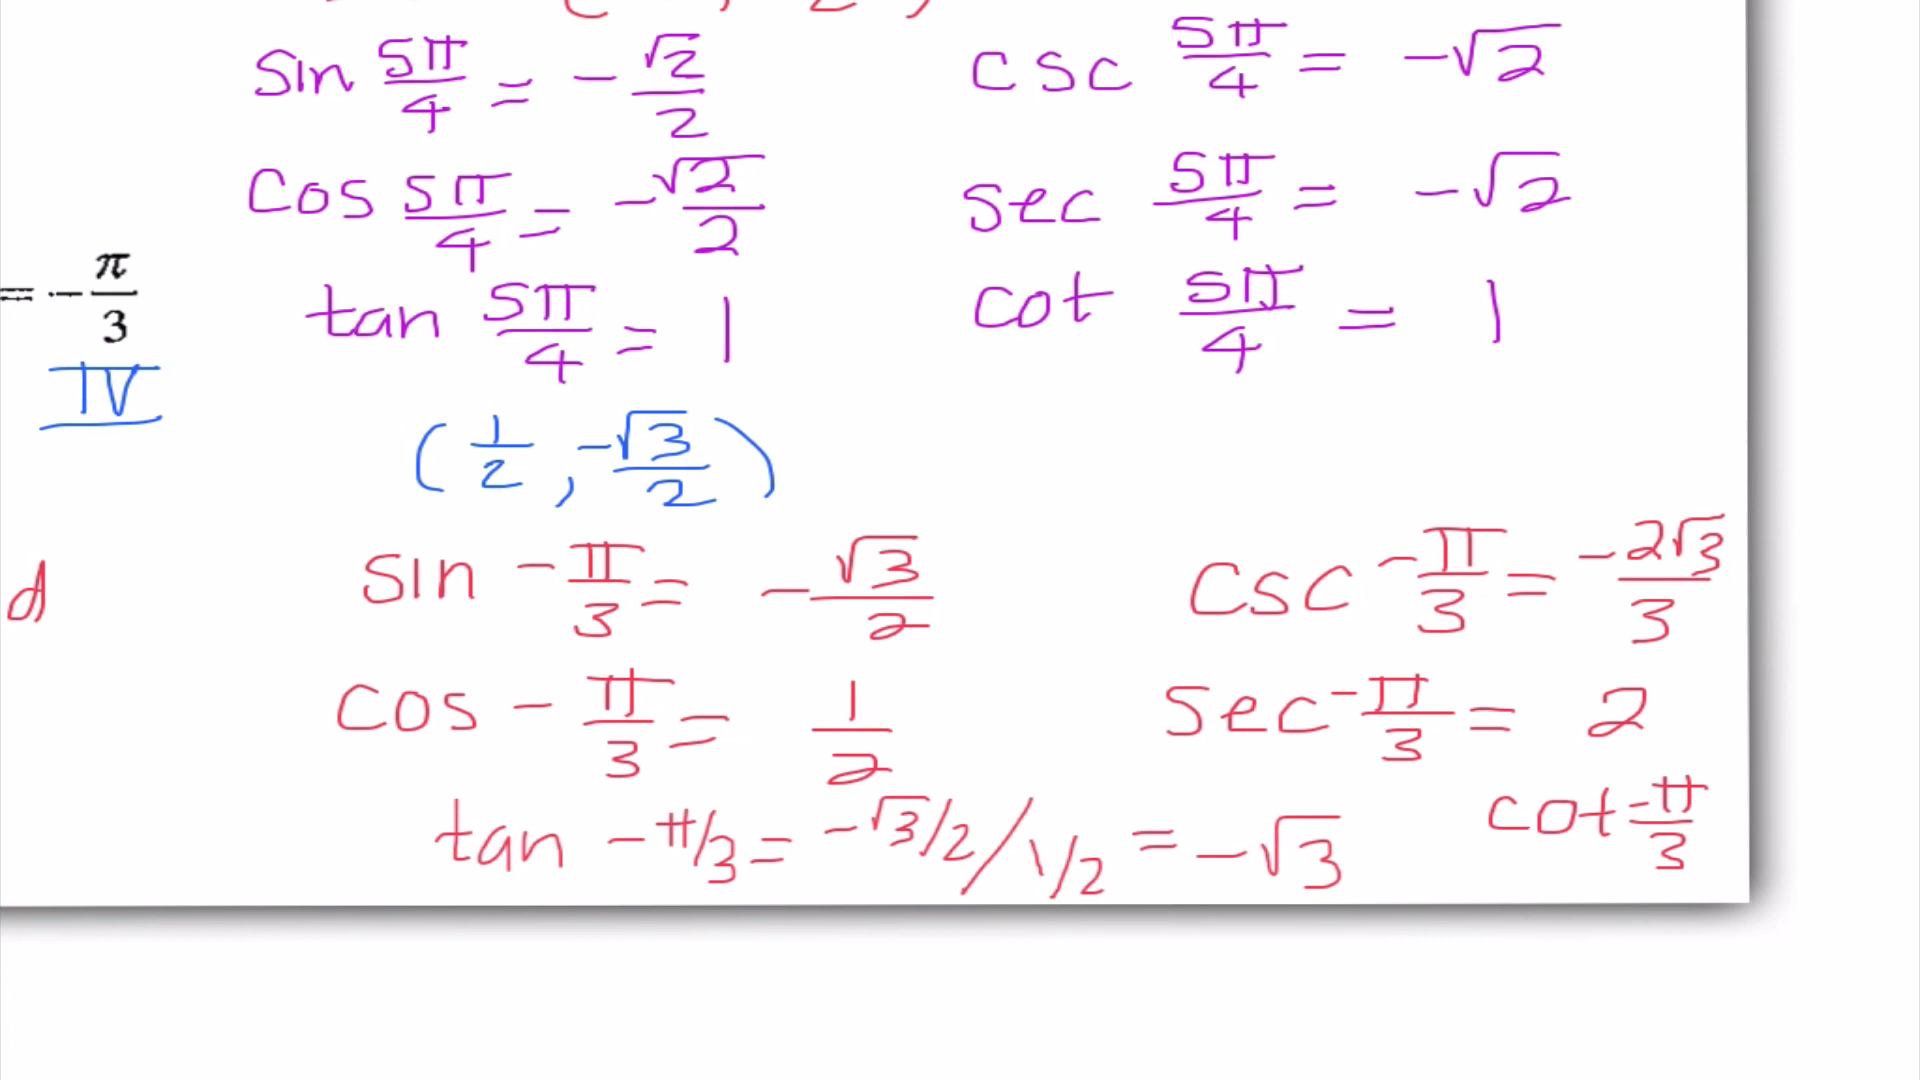 sin 5π/4 = -√2/2
csc 5π/4 = -√2
cos 5π/4 = -√2/2
sec 5π/4 = -√2
= -π/3
tan 5π/4 = 1
cot 5π/4 = 1
IV
(1/2, -√3/2)
d
sin -π/3 = -√3/2
csc -π/3 = -2√3/3
cos -π/3 = 1/2
sec -π/3 = 2
tan -π/3 = -√3/2 / 1/2 = -√3
cot -π/3